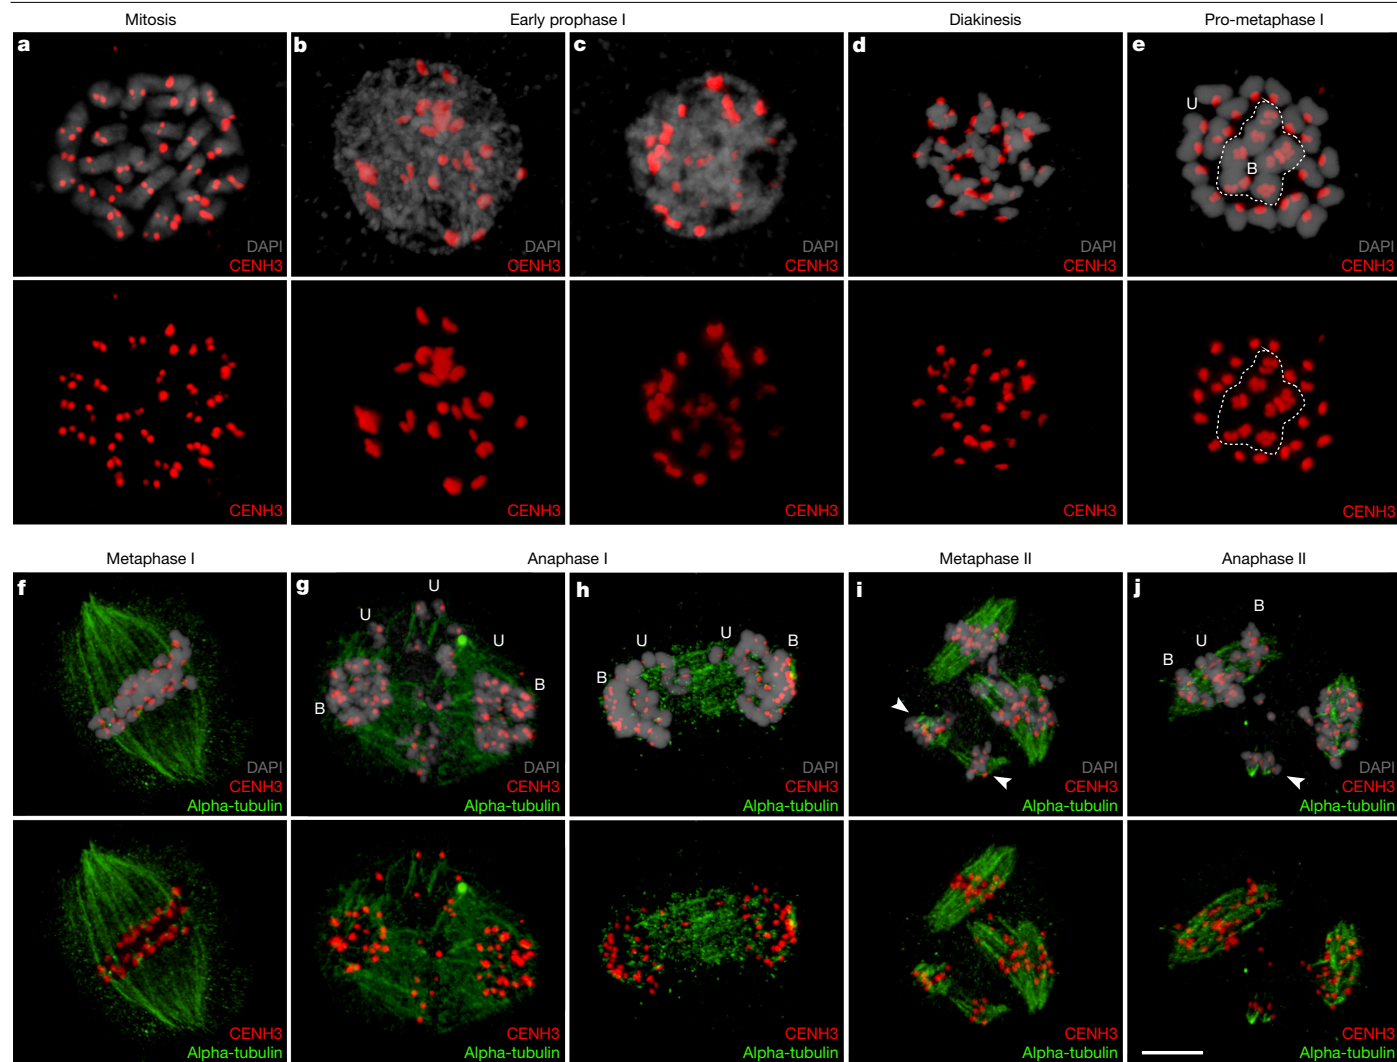 Mitosis Early prophase I Diakinesis Pro-metaphase I
a b c d e
U
B
DAPI DAPI DAPI DAPI DAPI
CENH3 CENH3 CENH3 CENH3 CENH3
CENH3 CENH3 CENH3 CENH3 CENH3
Metaphase I Anaphase I Metaphase II Anaphase II
f g h i j
U U U B
U U B U
B B B B
DAPI DAPI DAPI DAPI DAPI
CENH3 CENH3 CENH3 CENH3 CENH3
Alpha-tubulin Alpha-tubulin Alpha-tubulin Alpha-tubulin Alpha-tubulin
CENH3 CENH3 CENH3 CENH3 CENH3
Alpha-tubulin Alpha-tubulin Alpha-tubulin Alpha-tubulin Alpha-tubulin